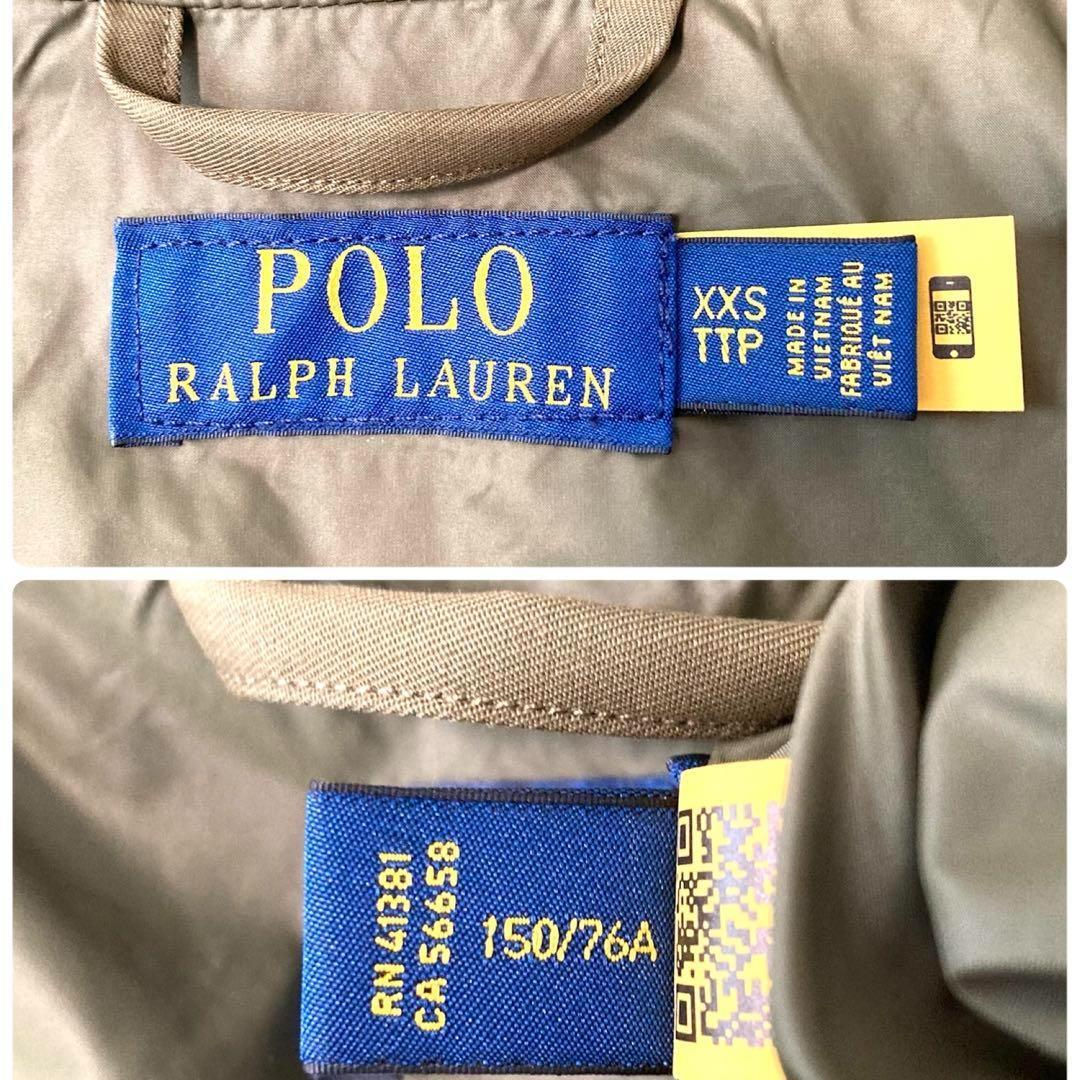 POLO
RALPH LAUREN
XXS
TTP
MADE IN
VIETNAM
FABRIQUÉ AU
VIÊT NAM
RN 41381
CA 56658
150/76A